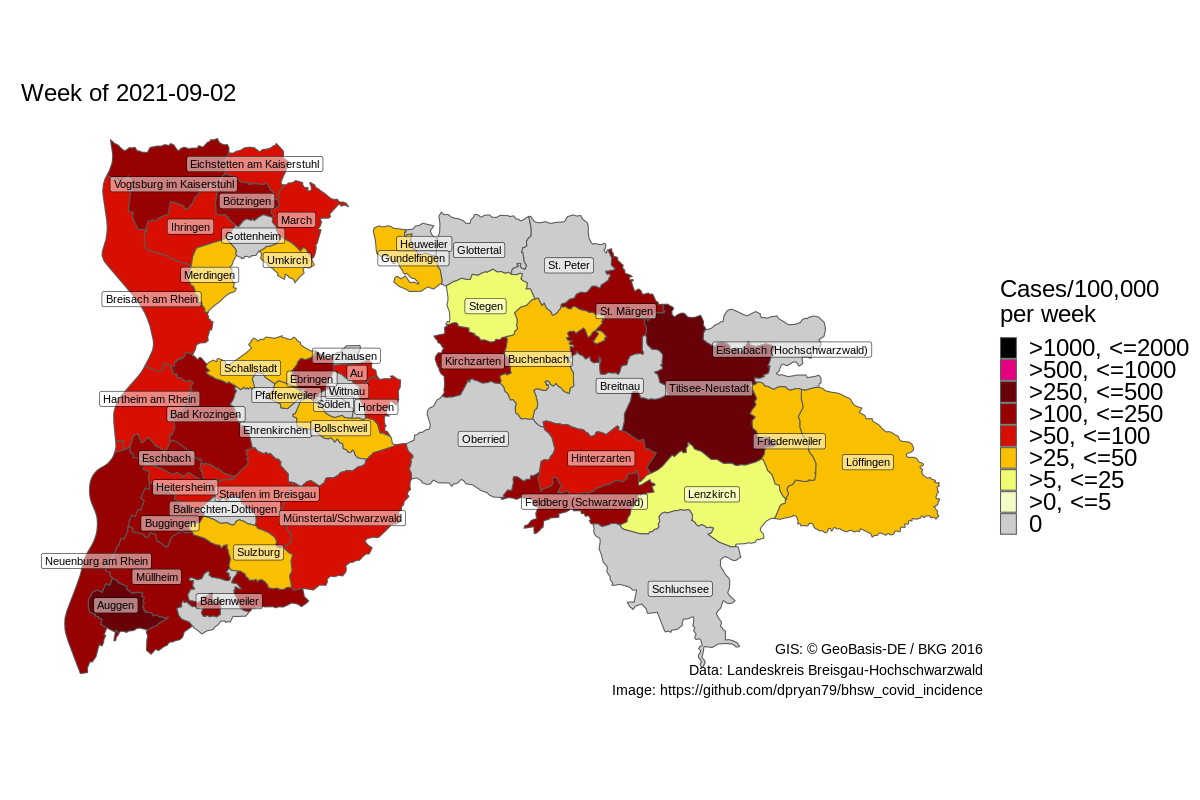 Week of 2021-09-02
Eichstetten am Kaiserstuhl
Vogtsburg im Kaiserstuhl
Bötzingen
March
Ihringen
Gottenheim
Umkirch
Merdingen
Breisach am Rhein
Heuweiler
Gundelfingen
Glottertal
St. Peter
Stegen
St. Märgen
Eisenbach (Hochschwarzwald)
Kirchzarten
Buchenbach
Breitnau
Titisee-Neustadt
Merzhausen
Schallstadt
Au
Ebringen
Wittnau
Pfaffenweiler
Sölden
Horben
Hartheim am Rhein
Bad Krozingen
Ehrenkirchen
Bollschweil
Oberried
Friedenweiler
Eschbach
Hinterzarten
Löffingen
Heitersheim
Staufen im Breisgau
Lenzkirch
Feldberg (Schwarzwald)
Ballrechten-Dottingen
Münstertal/Schwarzwald
Buggingen
Sulzburg
Neuenburg am Rhein
Müllheim
Schluchsee
Auggen
Badenweiler
Cases/100,000
per week
>1000, <=2000
>500, <=1000
>250, <=500
>100, <=250
>50, <=100
>25, <=50
>5, <=25
>0, <=5
0
GIS: © GeoBasis-DE / BKG 2016
Data: Landeskreis Breisgau-Hochschwarzwald
Image: https://github.com/dpryan79/bhsw_covid_incidence